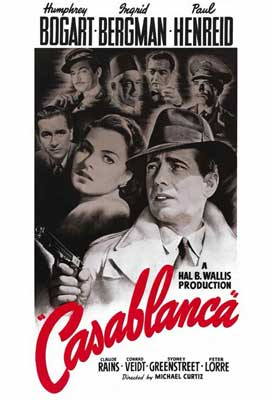 Humphrey Ingrid Paul
BOGART · BERGMAN · HENREID
A
HAL B. WALLIS
PRODUCTION
"Casablanca"
CLAUDE CONRAD SYDNEY PETER
RAINS · VEIDT · GREENSTREET · LORRE
Directed by MICHAEL CURTIZ